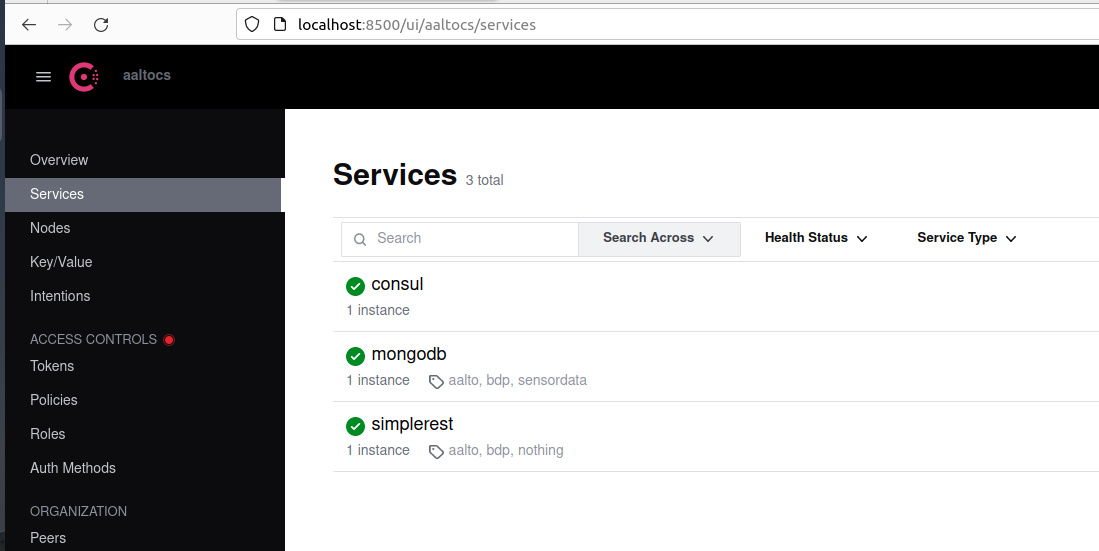 localhost:8500/ui/aaltocs/services
aaltocs
Overview
Services
Nodes
Key/Value
Intentions
ACCESS CONTROLS
Tokens
Policies
Roles
Auth Methods
ORGANIZATION
Peers
Services 3 total
Search Search Across Health Status Service Type
consul
1 instance
mongodb
1 instance aalto, bdp, sensordata
simplerest
1 instance aalto, bdp, nothing